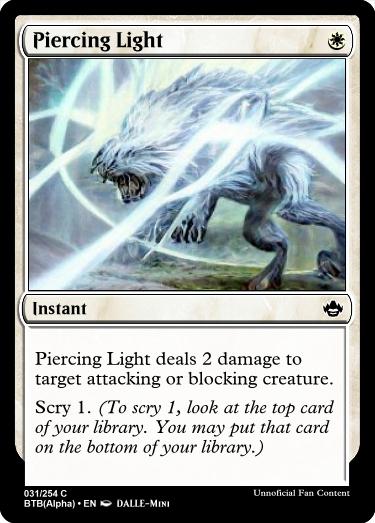 Piercing Light
Instant
Piercing Light deals 2 damage to
target attacking or blocking creature.
Scry 1. (To scry 1, look at the top card
of your library. You may put that card
on the bottom of your library.)
031/254 C
BTB(Alpha) • EN DALLE-Mini
Unnoficial Fan Content